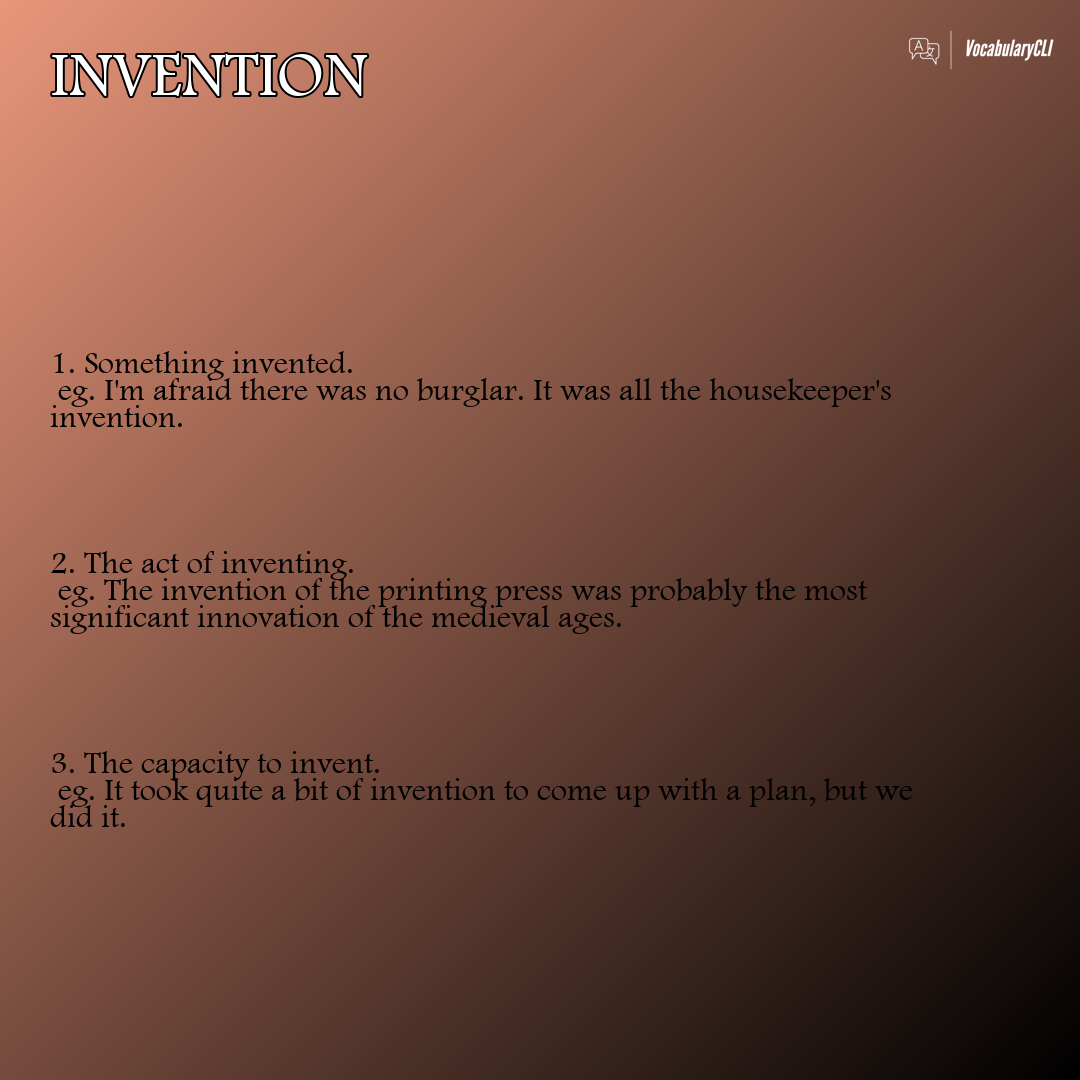 INVENTION
VocabularyCLI
1. Something invented.
eg. I'm afraid there was no burglar. It was all the housekeeper's
invention.
2. The act of inventing.
eg. The invention of the printing press was probably the most
significant innovation of the medieval ages.
3. The capacity to invent.
eg. It took quite a bit of invention to come up with a plan, but we
did it.